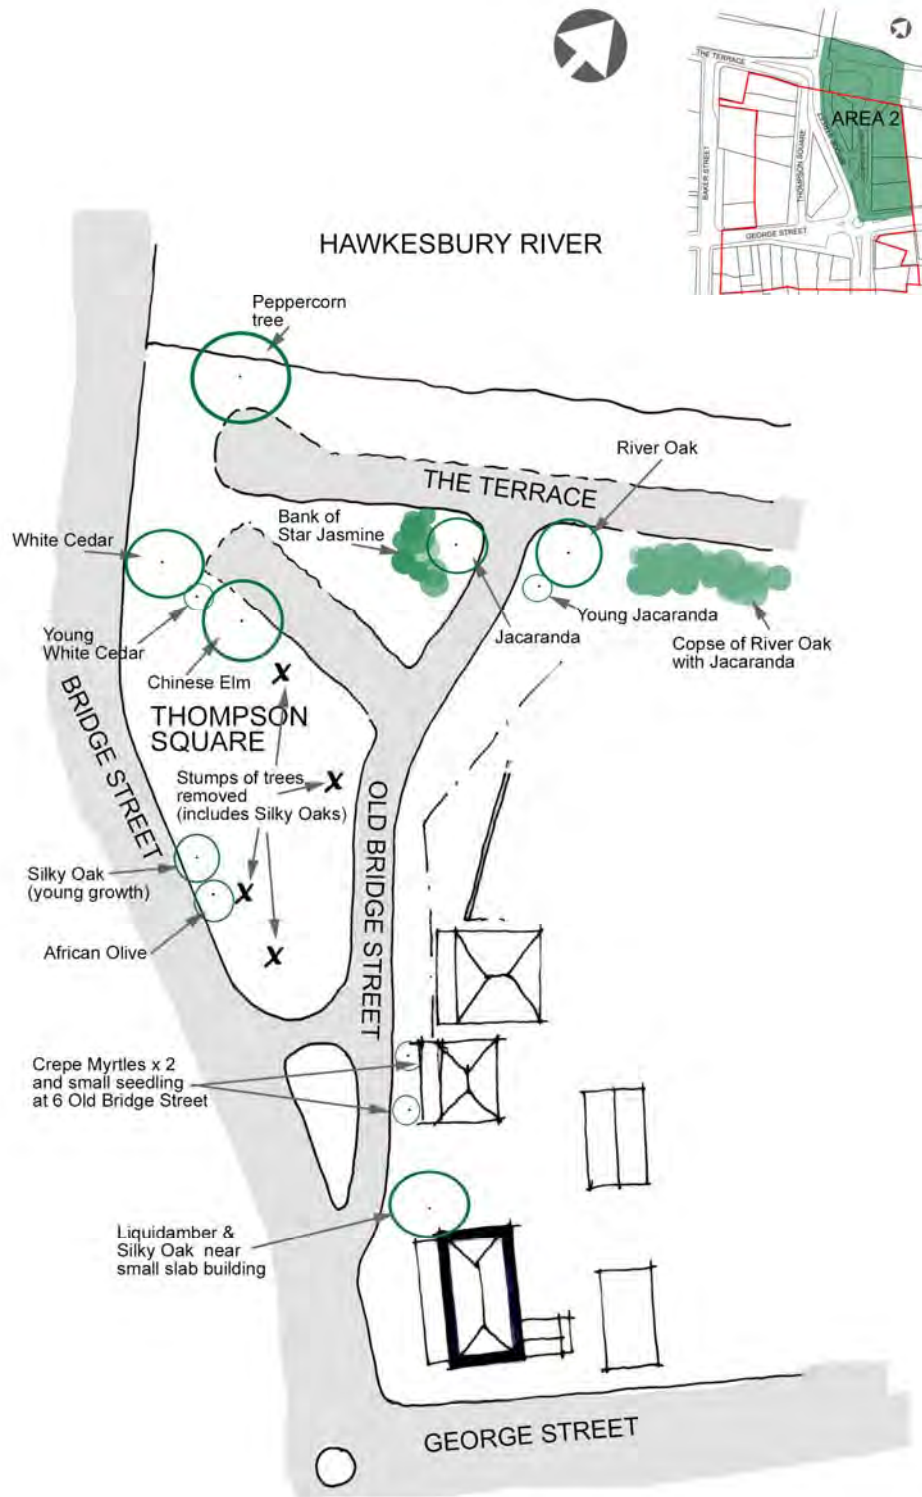 THE TERRACE
AREA 2
BAKER STREET
THOMPSON SQUARE
GEORGE STREET
HAWKESBURY RIVER
Peppercorn
tree
River Oak
THE TERRACE
Bank of
Star Jasmine
White Cedar
Young
White Cedar
Chinese Elm
Jacaranda
Young Jacaranda
Copse of River Oak
with Jacaranda
BRIDGE STREET
THOMPSON
SQUARE
X
Stumps of trees
removed
(includes Silky Oaks)
X
OLD BRIDGE STREET
Silky Oak
(young growth)
X
African Olive
X
Crepe Myrtles x 2
and small seedling
at 6 Old Bridge Street
Liquidamber &
Silky Oak near
small slab building
GEORGE STREET